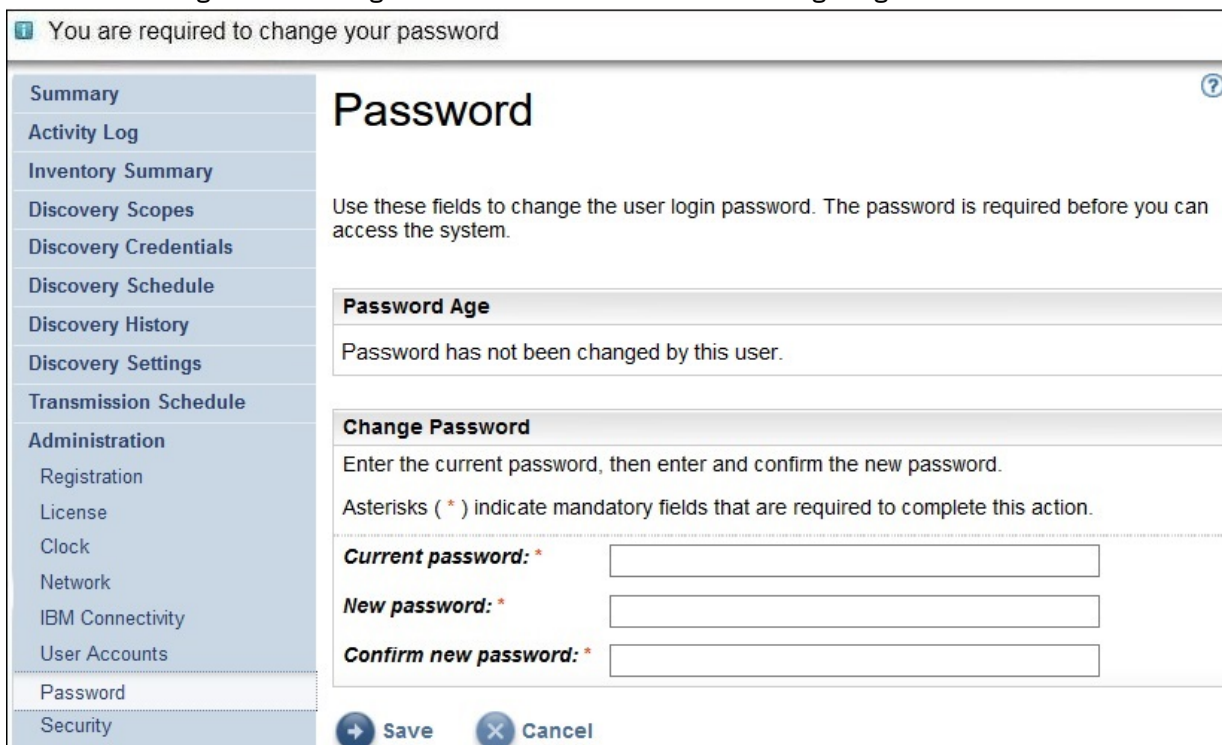 You are required to change your password
Summary
Activity Log
Inventory Summary
Discovery Scopes
Discovery Credentials
Discovery Schedule
Discovery History
Discovery Settings
Transmission Schedule
Administration
Registration
License
Clock
Network
IBM Connectivity
User Accounts
Password
Security
Password
Use these fields to change the user login password. The password is required before you can
access the system.
Password Age
Password has not been changed by this user.
Change Password
Enter the current password, then enter and confirm the new password.
Asterisks ( * ) indicate mandatory fields that are required to complete this action.
Current password: *
New password: *
Confirm new password: *
Save Cancel